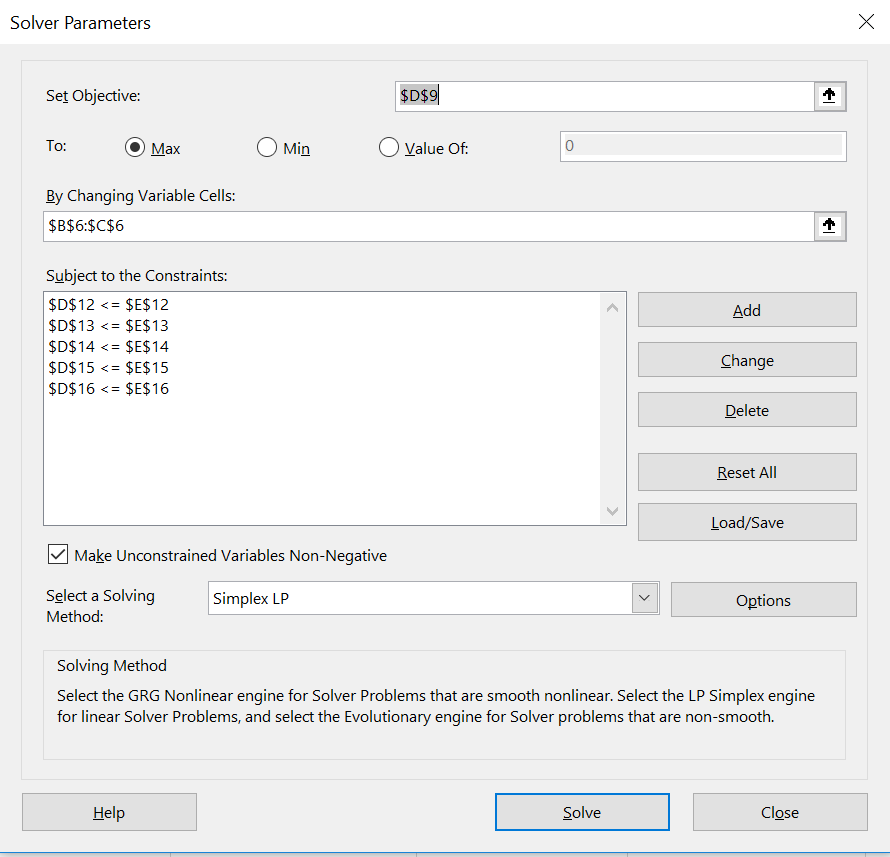 Solver Parameters
Set Objective:
$D$9
To:
Max
Min
Value Of:
0
By Changing Variable Cells:
$B$6:$C$6
Subject to the Constraints:
$D$12 <= $E$12
$D$13 <= $E$13
$D$14 <= $E$14
$D$15 <= $E$15
$D$16 <= $E$16
Add
Change
Delete
Reset All
Load/Save
Make Unconstrained Variables Non-Negative
Select a Solving
Method:
Simplex LP
Options
Solving Method
Select the GRG Nonlinear engine for Solver Problems that are smooth nonlinear. Select the LP Simplex engine
for linear Solver Problems, and select the Evolutionary engine for Solver problems that are non-smooth.
Help
Solve
Close